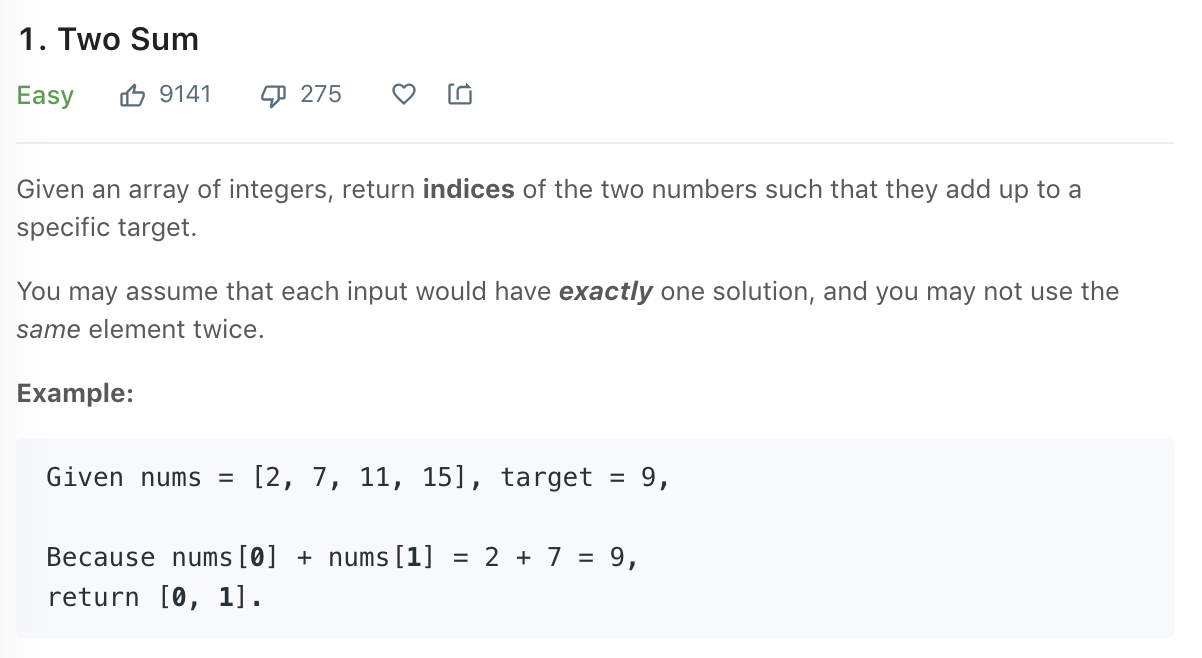 1. Two Sum
Easy 9141 275
Given an array of integers, return indices of the two numbers such that they add up to a
specific target.
You may assume that each input would have exactly one solution, and you may not use the
same element twice.
Example:
Given nums = [2, 7, 11, 15], target = 9,
Because nums[0] + nums[1] = 2 + 7 = 9,
return [0, 1].